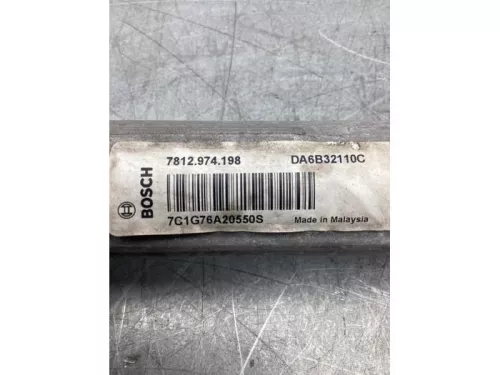 BOSCH
7812.974.198 DA6B32110C
7C1G76A20550S Made in Malaysia